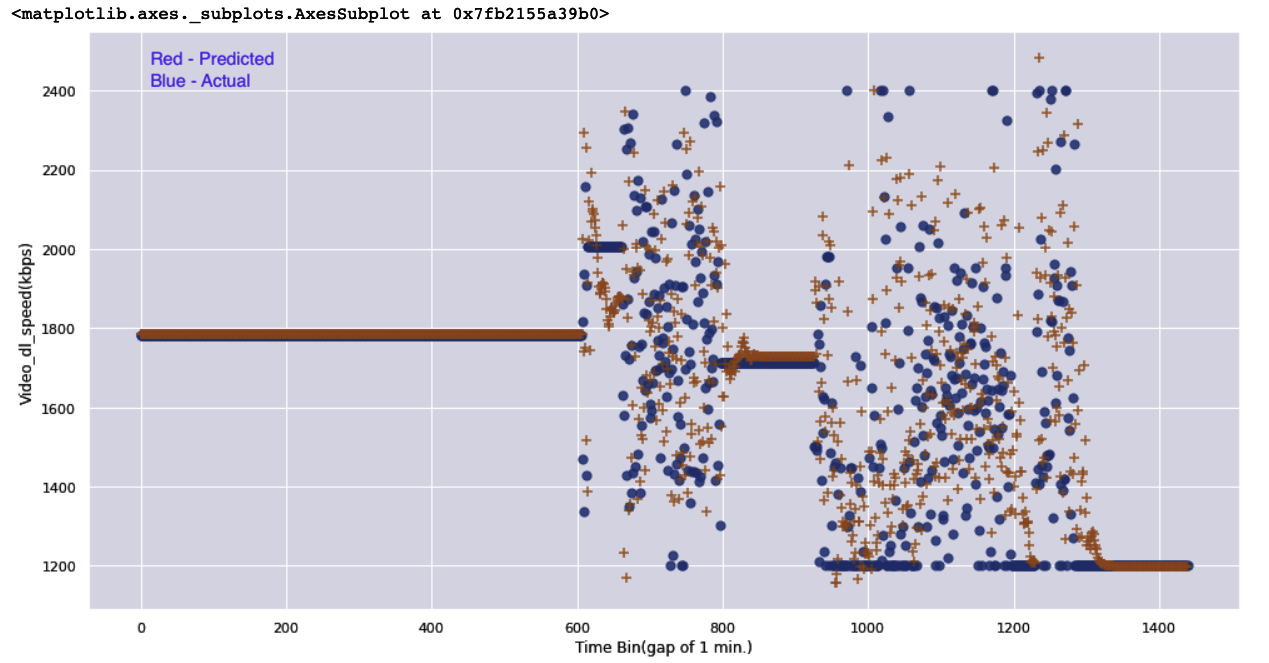 <matplotlib.axes._subplots.AxesSubplot at 0x7fb2155a39b0>
Red - Predicted
Blue - Actual
2400
2200
2000
1800
1600
1400
1200
Video_dl_speed(kbps)
0 200 400 600 800 1000 1200 1400
Time Bin(gap of 1 min.)